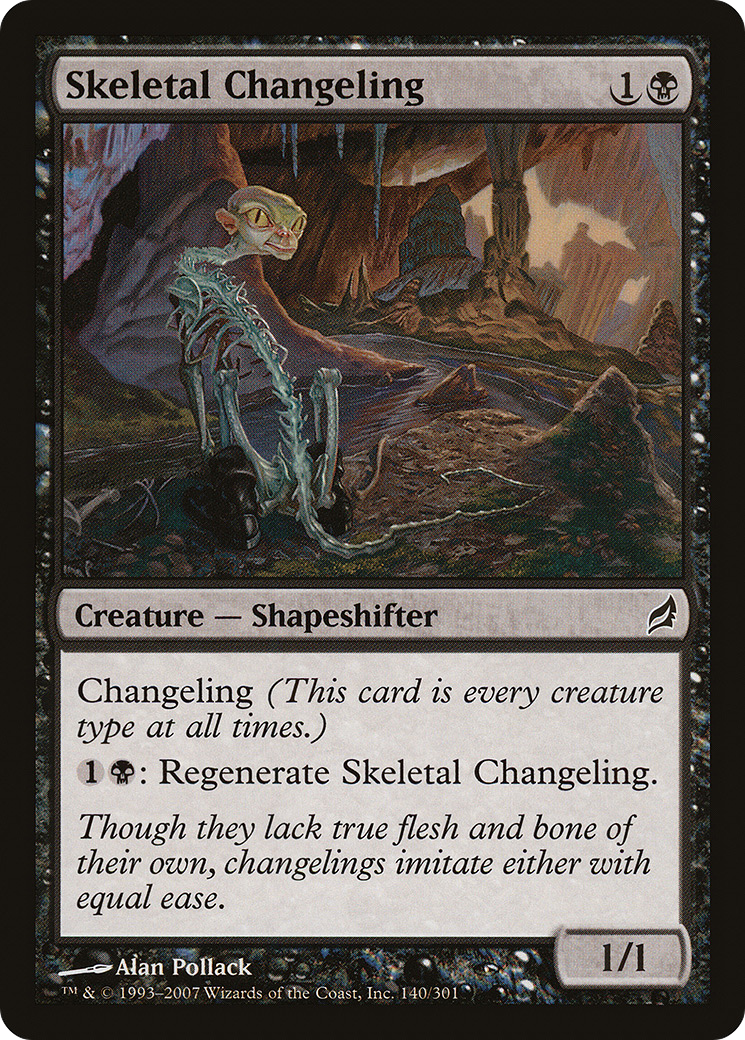 Skeletal Changeling 1
Creature — Shapeshifter
Changeling (This card is every creature
type at all times.)
1: Regenerate Skeletal Changeling.
Though they lack true flesh and bone of
their own, changelings imitate either with
equal ease.
1/1
Alan Pollack
™ & © 1993–2007 Wizards of the Coast, Inc. 140/301